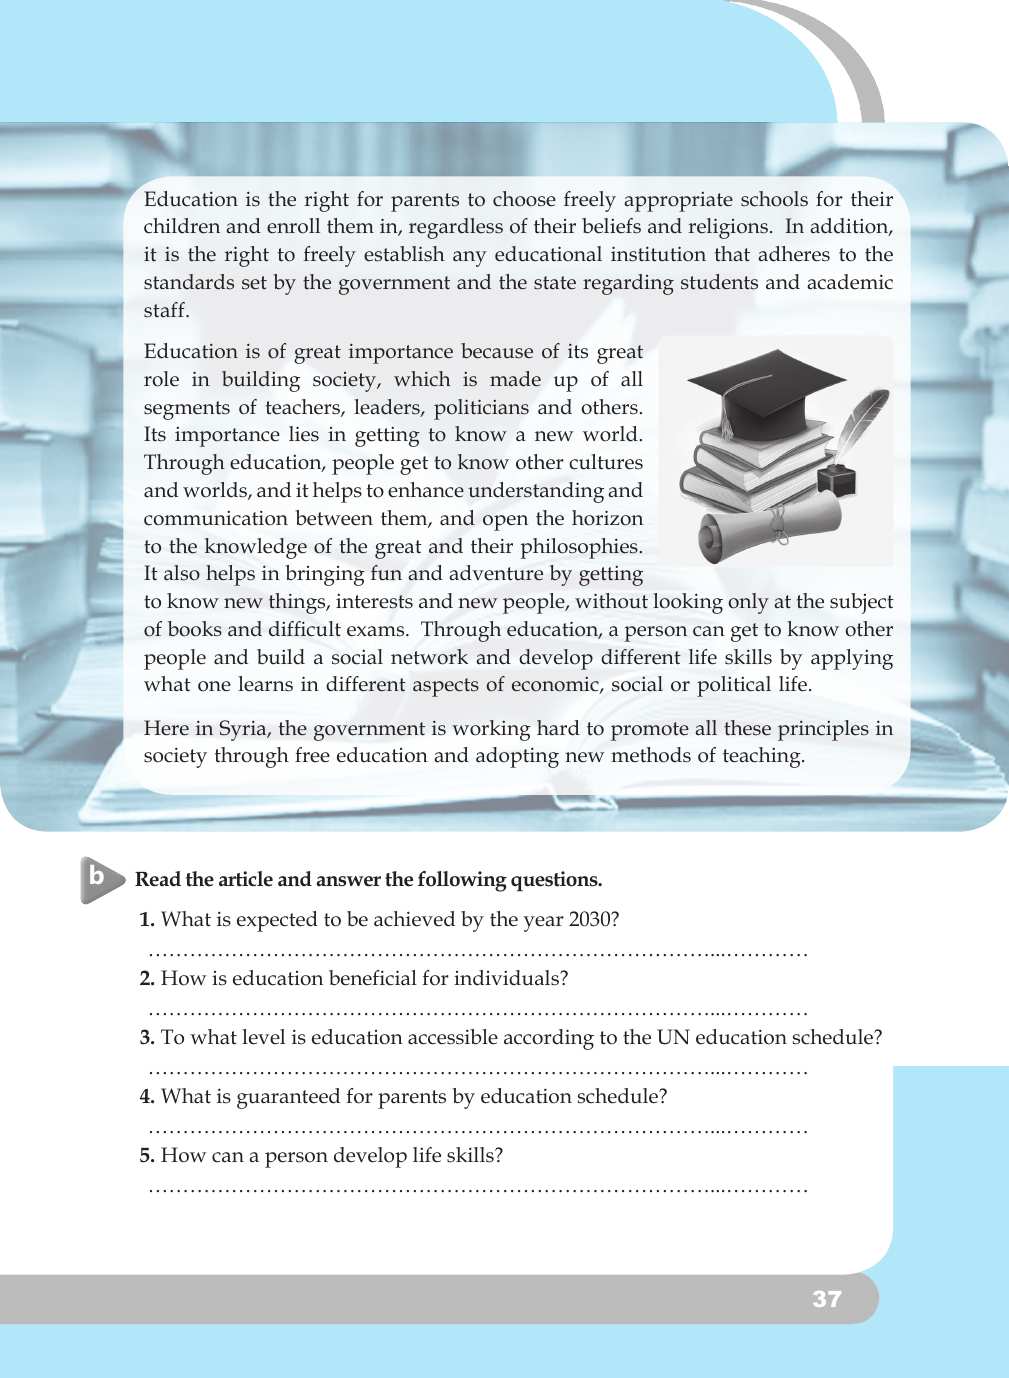 Education is the right for parents to choose freely appropriate schools for their
children and enroll them in, regardless of their beliefs and religions.  In addition,
it is the right to freely establish any educational institution that adheres to the
standards set by the government and the state regarding students and academic
staff.
Education is of great importance because of its great
role in building society, which is made up of all
segments of teachers, leaders, politicians and others.
Its importance lies in getting to know a new world.
Through education, people get to know other cultures
and worlds, and it helps to enhance understanding and
communication between them, and open the horizon
to the knowledge of the great and their philosophies.
It also helps in bringing fun and adventure by getting
to know new things, interests and new people, without looking only at the subject
of books and difficult exams.  Through education, a person can get to know other
people and build a social network and develop different life skills by applying
what one learns in different aspects of economic, social or political life.
Here in Syria, the government is working hard to promote all these principles in
society through free education and adopting new methods of teaching.
b Read the article and answer the following questions.
1. What is expected to be achieved by the year 2030?
………………………………………………………………………...…………
2. How is education beneficial for individuals?
………………………………………………………………………...…………
3. To what level is education accessible according to the UN education schedule?
………………………………………………………………………...…………
4. What is guaranteed for parents by education schedule?
………………………………………………………………………...…………
5. How can a person develop life skills?
………………………………………………………………………...…………
37